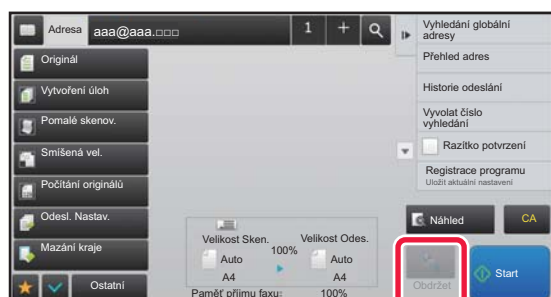 Adresa aaa@aaa.□□□ 1 +
Originál
Vytvoření úloh
Pomalé skenov.
Smíšená vel.
Počítání originálů
Odesl. Nastav.
Mazání kraje
Ostatní
Velikost Sken. 100% Velikost Odes.
Auto Auto
A4 A4
Paměť příjmu faxu: 100%
Vyhledání globální
adresy
Přehled adres
Historie odeslání
Vyvolat číslo
vyhledání
Razítko potvrzení
Registrace programu
Uložit aktuální nastavení
Náhled CA
Obdržet Start